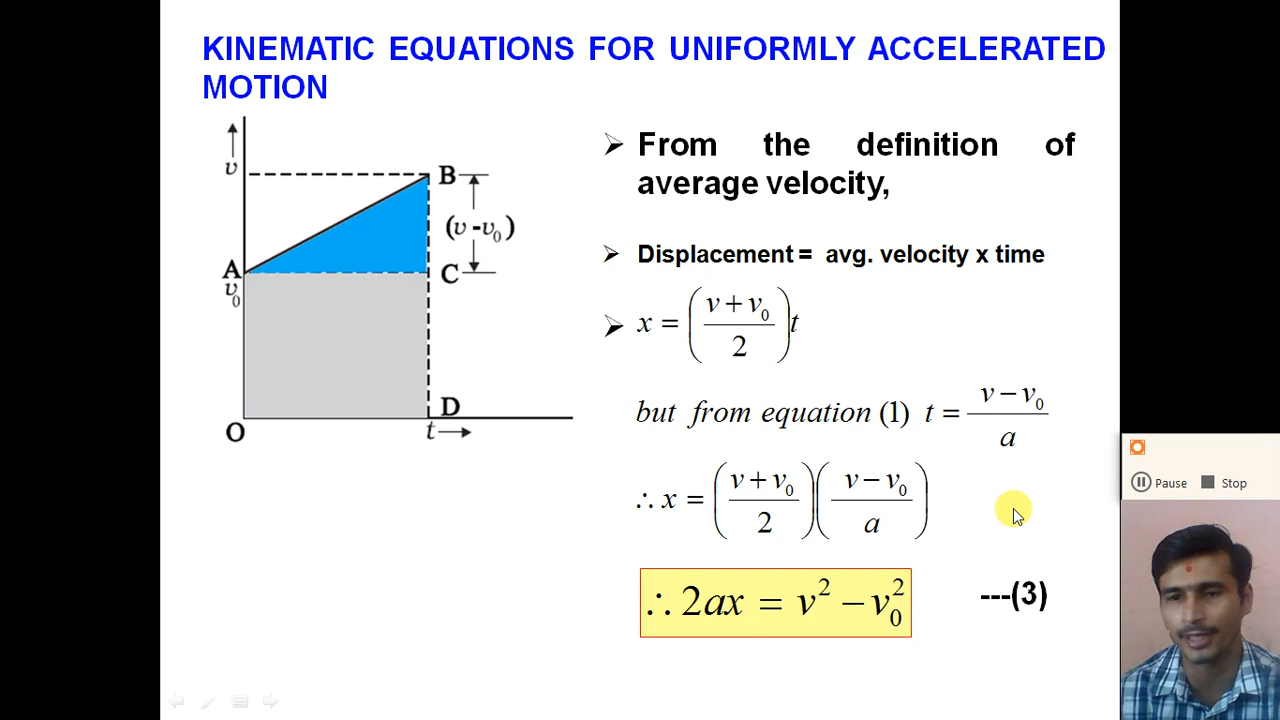 KINEMATIC EQUATIONS FOR UNIFORMLY ACCELERATED
MOTION
v
A
v₀
B
(v -v₀)
C
D
O
t
➢ From the definition of
average velocity,
➢ Displacement = avg. velocity x time
➢ x = ((v + v₀)/2) t
but from equation (1) t = (v − v₀)/a
∴ x = ((v + v₀)/2)((v − v₀)/a)
∴ 2ax = v² − v₀² ---(3)
Pause Stop